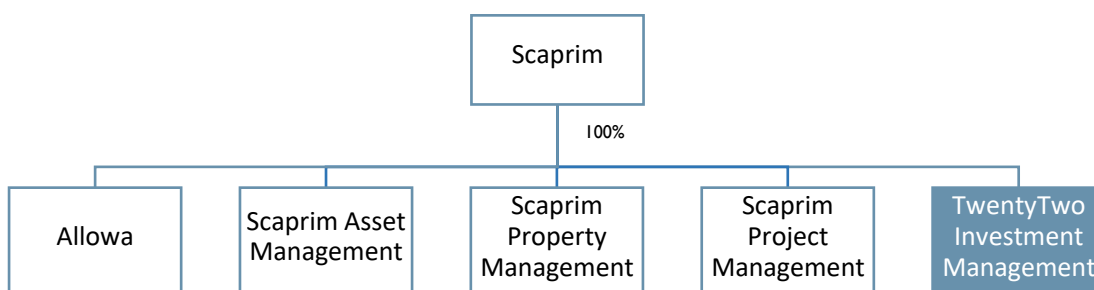 Scaprim
100%
Allowa
Scaprim Asset
Management
Scaprim
Property
Management
Scaprim
Project
Management
TwentyTwo
Investment
Management